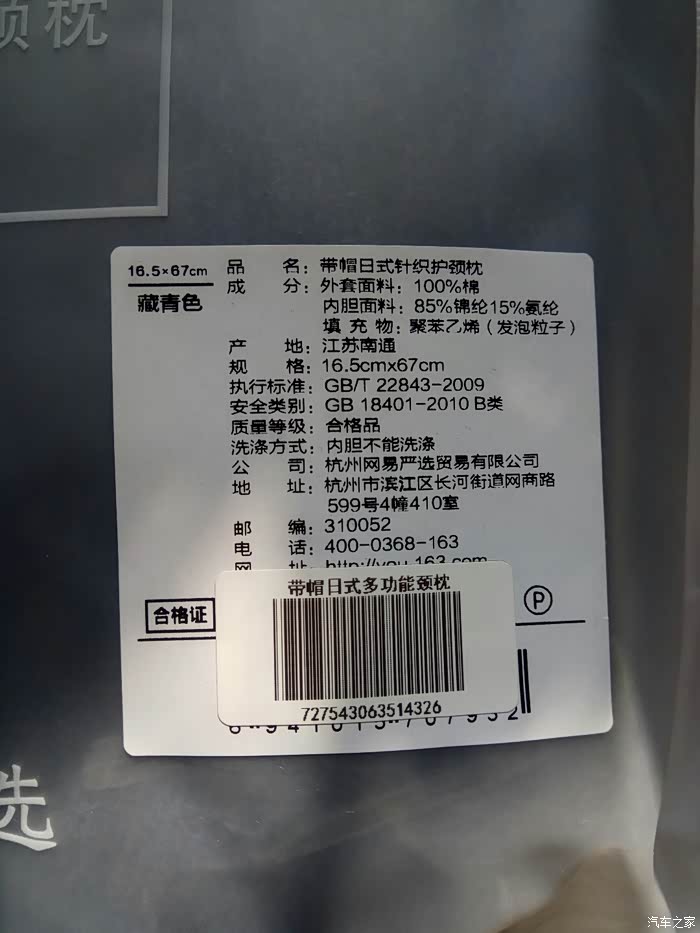 颈枕
16.5×67cm
藏青色
品 名：带帽日式针织护颈枕
成 分：外套面料：100%棉
内胆面料：85%锦纶15%氨纶
填 充 物：聚苯乙烯（发泡粒子）
产 地：江苏南通
规 格：16.5cmx67cm
执行标准：GB/T 22843-2009
安全类别：GB 18401-2010 B类
质量等级：合格品
洗涤方式：内胆不能洗涤
公 司：杭州网易严选贸易有限公司
地 址：杭州市滨江区长河街道网商路
599号4幢410室
邮 编：310052
电 话：400-0368-163
网 址：http://you.163.com
带帽日式多功能颈枕
合格证
P
727543063514326
选
汽车之家